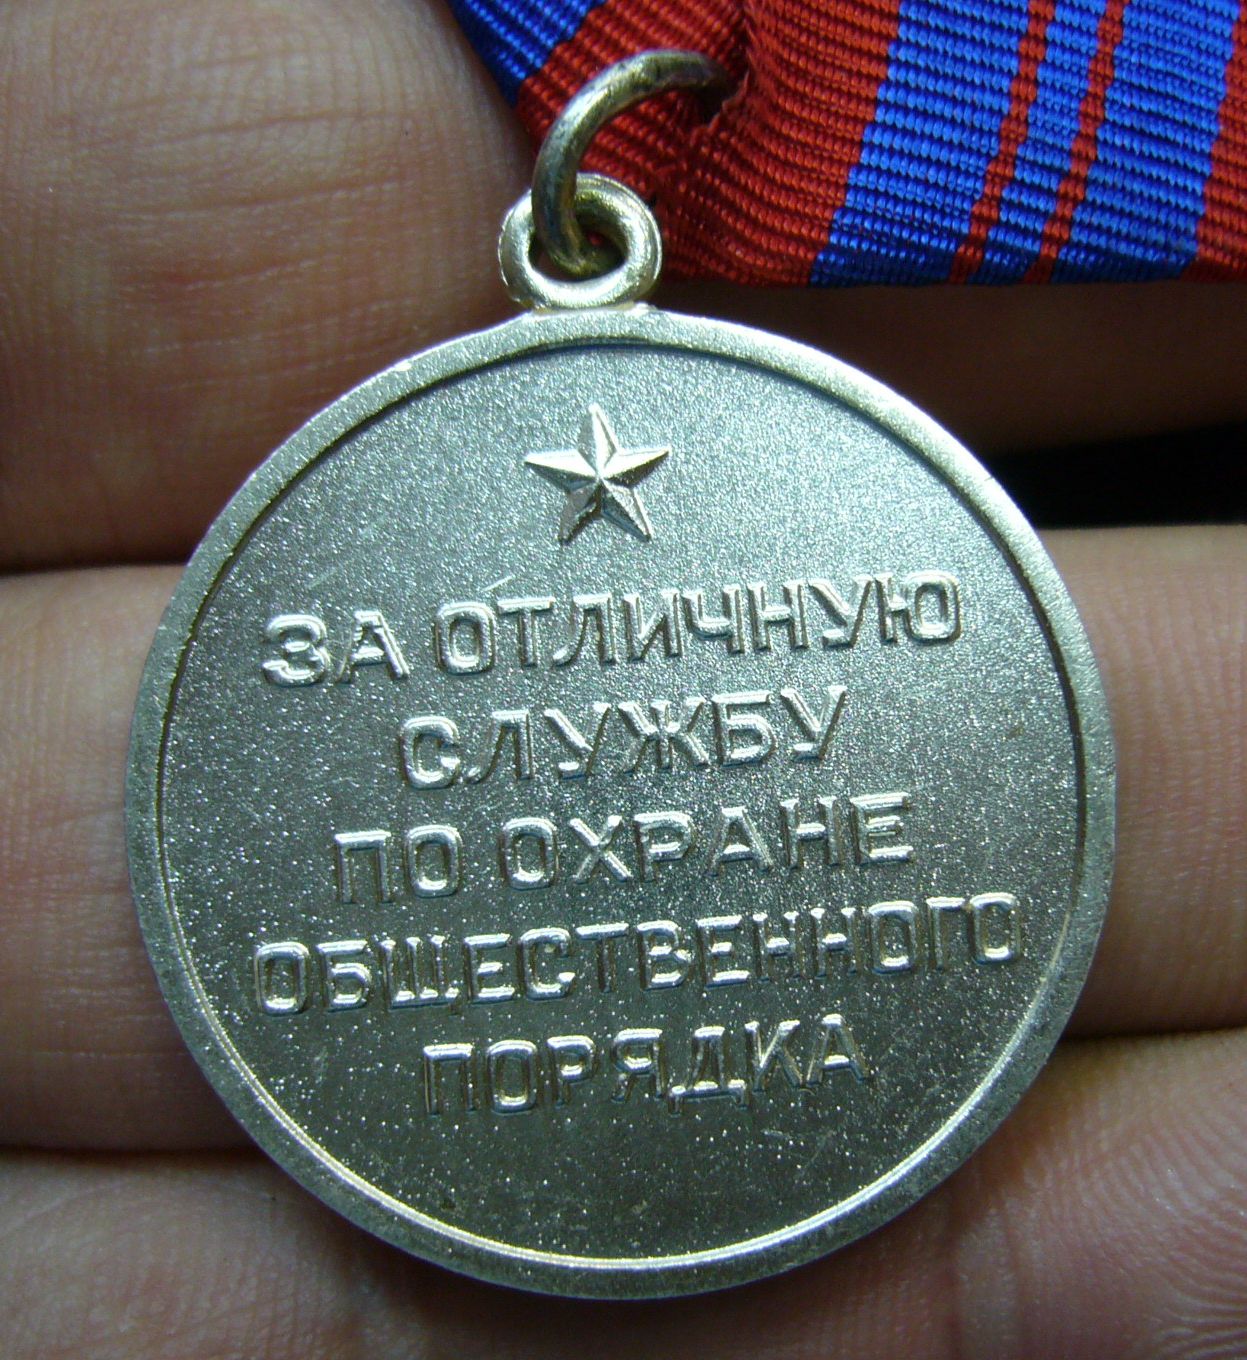 ЗА ОТЛИЧНУЮ
СЛУЖБУ
ПО ОХРАНЕ
ОБЩЕСТВЕННОГО
ПОРЯДКА